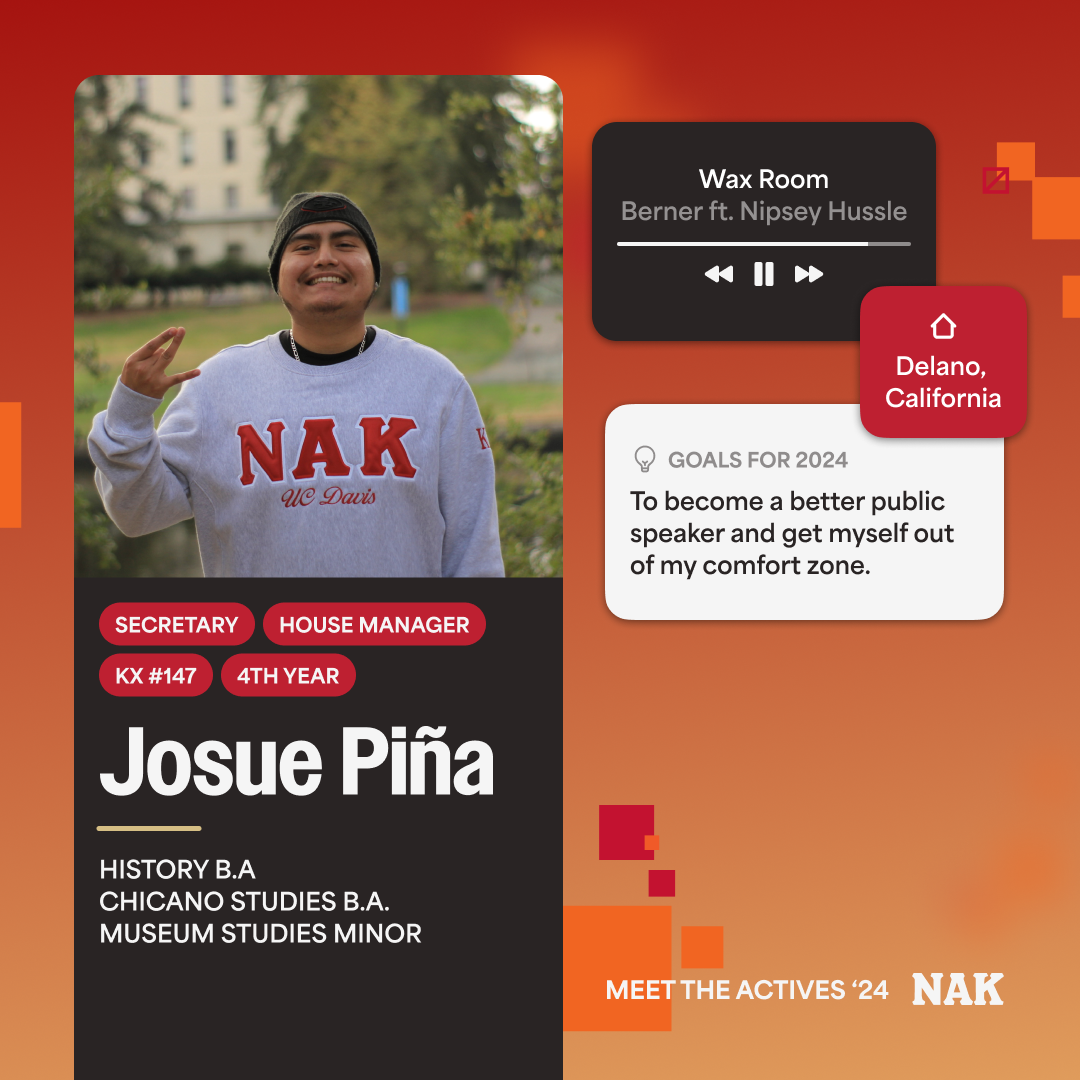 NAK
UC Davis
K
SECRETARY
HOUSE MANAGER
KX #147
4TH YEAR
Josue Piña
HISTORY B.A
CHICANO STUDIES B.A.
MUSEUM STUDIES MINOR
Wax Room
Berner ft. Nipsey Hussle
Delano,
California
GOALS FOR 2024
To become a better public
speaker and get myself out
of my comfort zone.
MEET THE ACTIVES ‘24
NAK